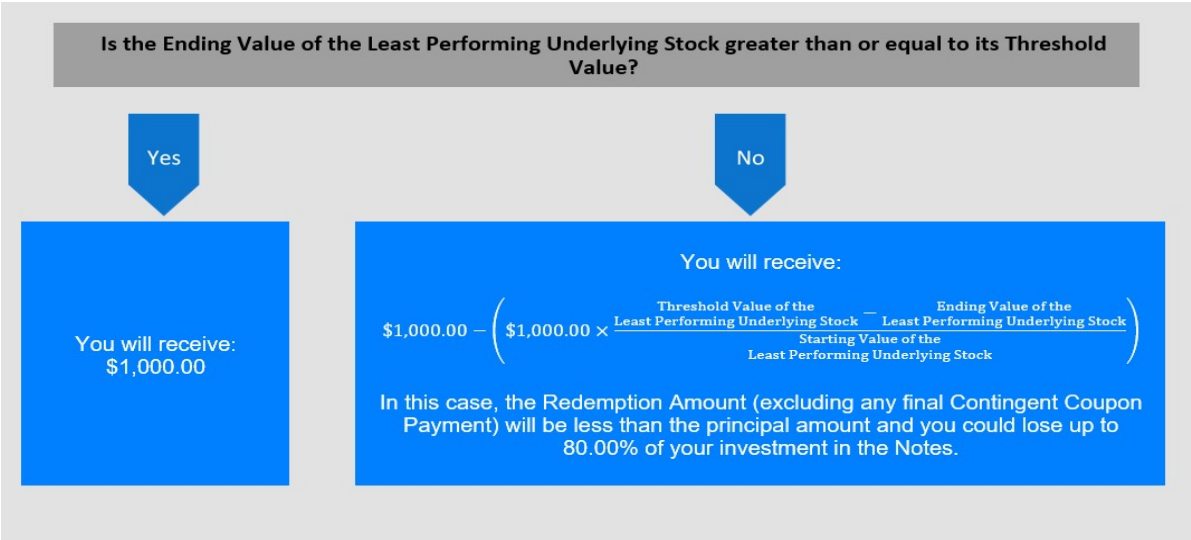 Is the Ending Value of the Least Performing Underlying Stock greater than or equal to its Threshold
Value?
Yes
No
You will receive:
$1,000.00
You will receive:
$1,000.00 − ( $1,000.00 × (Threshold Value of the Least Performing Underlying Stock − Ending Value of the Least Performing Underlying Stock) / Starting Value of the Least Performing Underlying Stock )
In this case, the Redemption Amount (excluding any final Contingent Coupon
Payment) will be less than the principal amount and you could lose up to
80.00% of your investment in the Notes.